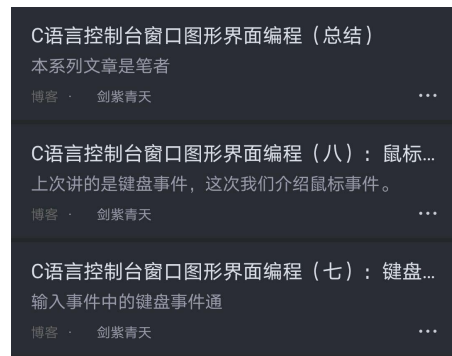 C语言控制台窗口图形界面编程（总结）
本系列文章是笔者
博客 · 剑紫青天
C语言控制台窗口图形界面编程（八）：鼠标...
上次讲的是键盘事件，这次我们介绍鼠标事件。
博客 · 剑紫青天
C语言控制台窗口图形界面编程（七）：键盘...
输入事件中的键盘事件通
博客 · 剑紫青天